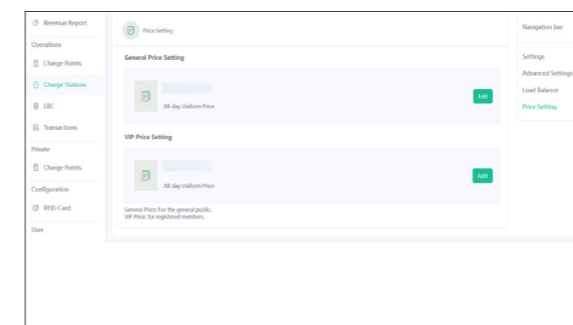 Revenue Report
Operations
Charge Points
Charge Stations
LBC
Transactions
Private
Charge Points
Configuration
RFID Card
User
Price Setting
General Price Setting
All-day Uniform Price
Edit
VIP Price Setting
All-day Uniform Price
Add
General Price: For the general public;
VIP Price: for registered members.
Navigation bar
Settings
Advanced Settings
Load Balance
Price Setting